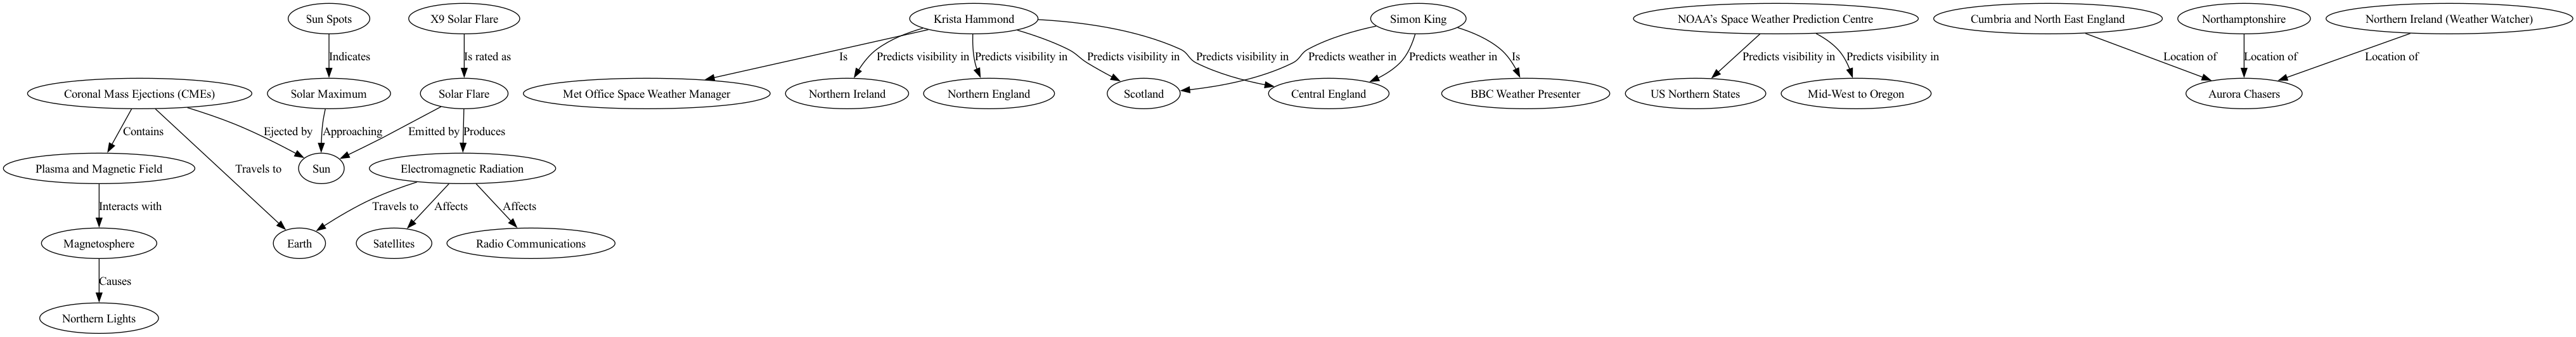 Sun Spots
X9 Solar Flare
Krista Hammond
Simon King
NOAA's Space Weather Prediction Centre
Cumbria and North East England
Northamptonshire
Northern Ireland (Weather Watcher)
Indicates
Is rated as
Is
Predicts visibility in
Predicts visibility in
Predicts visibility in
Predicts visibility in
Predicts weather in
Predicts weather in
Is
Predicts visibility in
Predicts visibility in
Location of
Location of
Location of
Coronal Mass Ejections (CMEs)
Solar Maximum
Solar Flare
Met Office Space Weather Manager
Northern Ireland
Northern England
Scotland
Central England
BBC Weather Presenter
US Northern States
Mid-West to Oregon
Aurora Chasers
Contains
Ejected by
Approaching
Emitted by
Produces
Plasma and Magnetic Field
Travels to
Sun
Electromagnetic Radiation
Interacts with
Travels to
Affects
Affects
Magnetosphere
Earth
Satellites
Radio Communications
Causes
Northern Lights